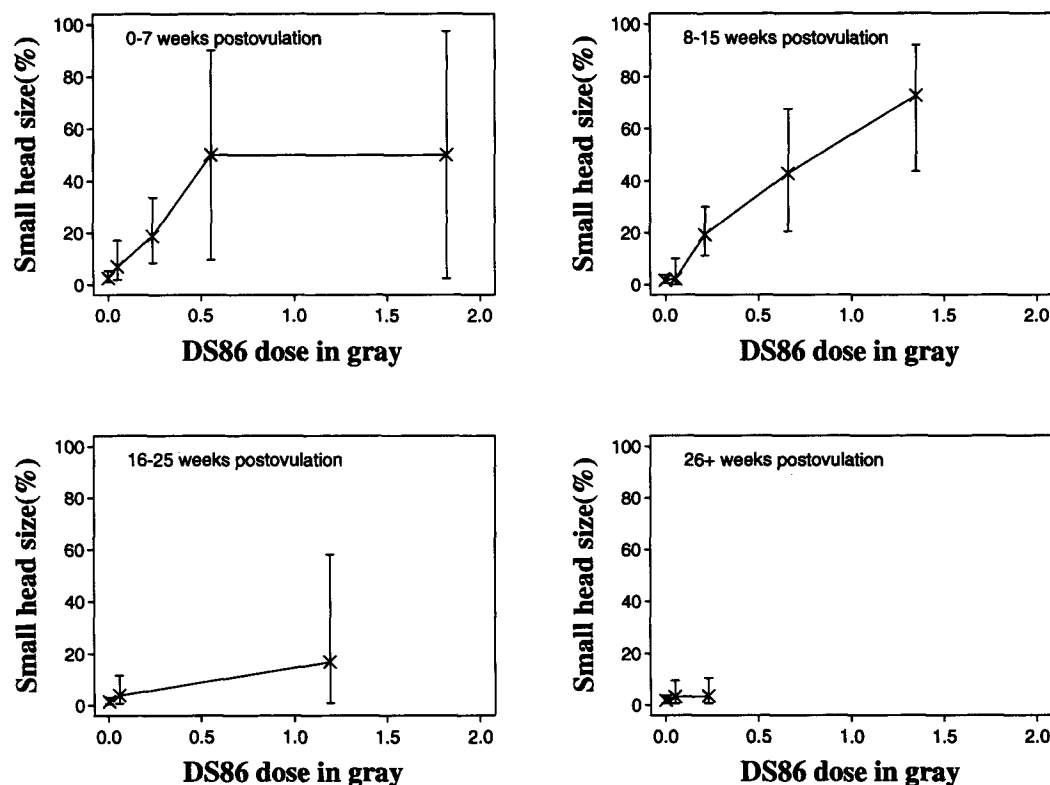 0-7 weeks postovulation
Small head size(%)
100
80
60
40
20
0
0.0 0.5 1.0 1.5 2.0
DS86 dose in gray
8-15 weeks postovulation
Small head size(%)
100
80
60
40
20
0
0.0 0.5 1.0 1.5 2.0
DS86 dose in gray
16-25 weeks postovulation
Small head size(%)
100
80
60
40
20
0
0.0 0.5 1.0 1.5 2.0
DS86 dose in gray
26+ weeks postovulation
Small head size(%)
100
80
60
40
20
0
0.0 0.5 1.0 1.5 2.0
DS86 dose in gray